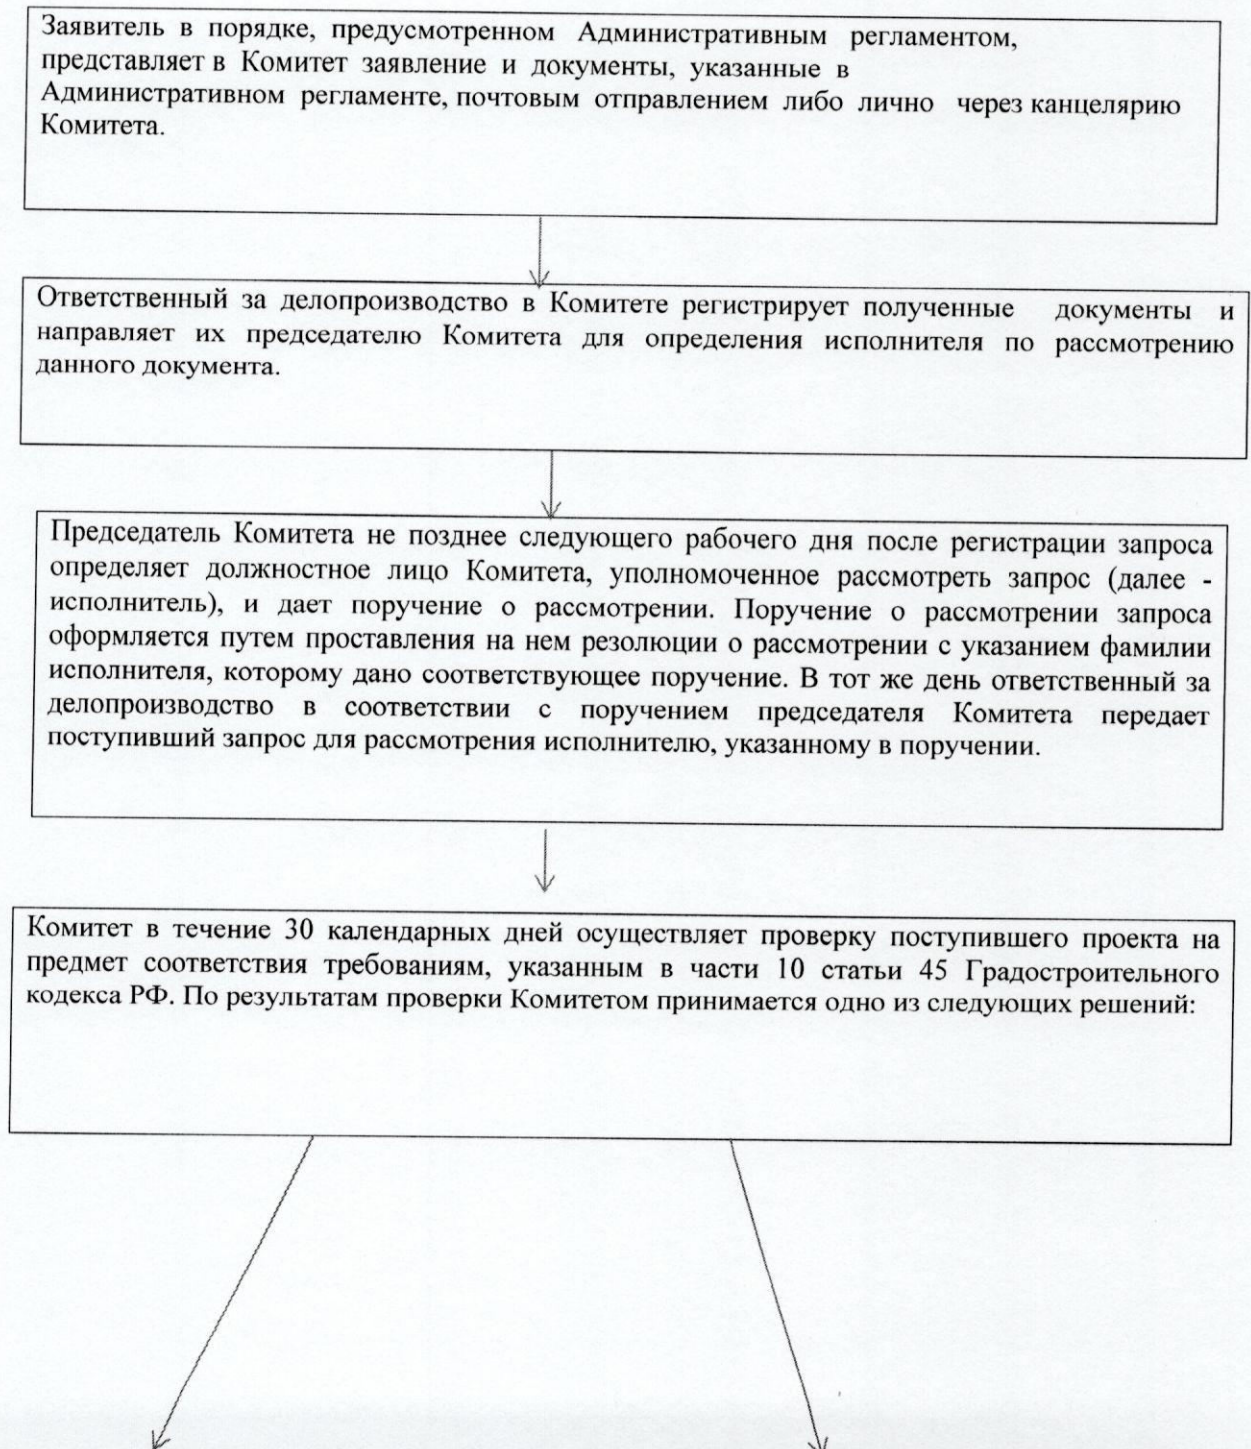 Заявитель в порядке, предусмотренном Административным регламентом,
представляет в Комитет заявление и документы, указанные в
Административном регламенте, почтовым отправлением либо лично через канцелярию
Комитета.
Ответственный за делопроизводство в Комитете регистрирует полученные документы и
направляет их председателю Комитета для определения исполнителя по рассмотрению
данного документа.
Председатель Комитета не позднее следующего рабочего дня после регистрации запроса
определяет должностное лицо Комитета, уполномоченное рассмотреть запрос (далее -
исполнитель), и дает поручение о рассмотрении. Поручение о рассмотрении запроса
оформляется путем проставления на нем резолюции о рассмотрении с указанием фамилии
исполнителя, которому дано соответствующее поручение. В тот же день ответственный за
делопроизводство в соответствии с поручением председателя Комитета передает
поступивший запрос для рассмотрения исполнителю, указанному в поручении.
Комитет в течение 30 календарных дней осуществляет проверку поступившего проекта на
предмет соответствия требованиям, указанным в части 10 статьи 45 Градостроительного
кодекса РФ. По результатам проверки Комитетом принимается одно из следующих решений: